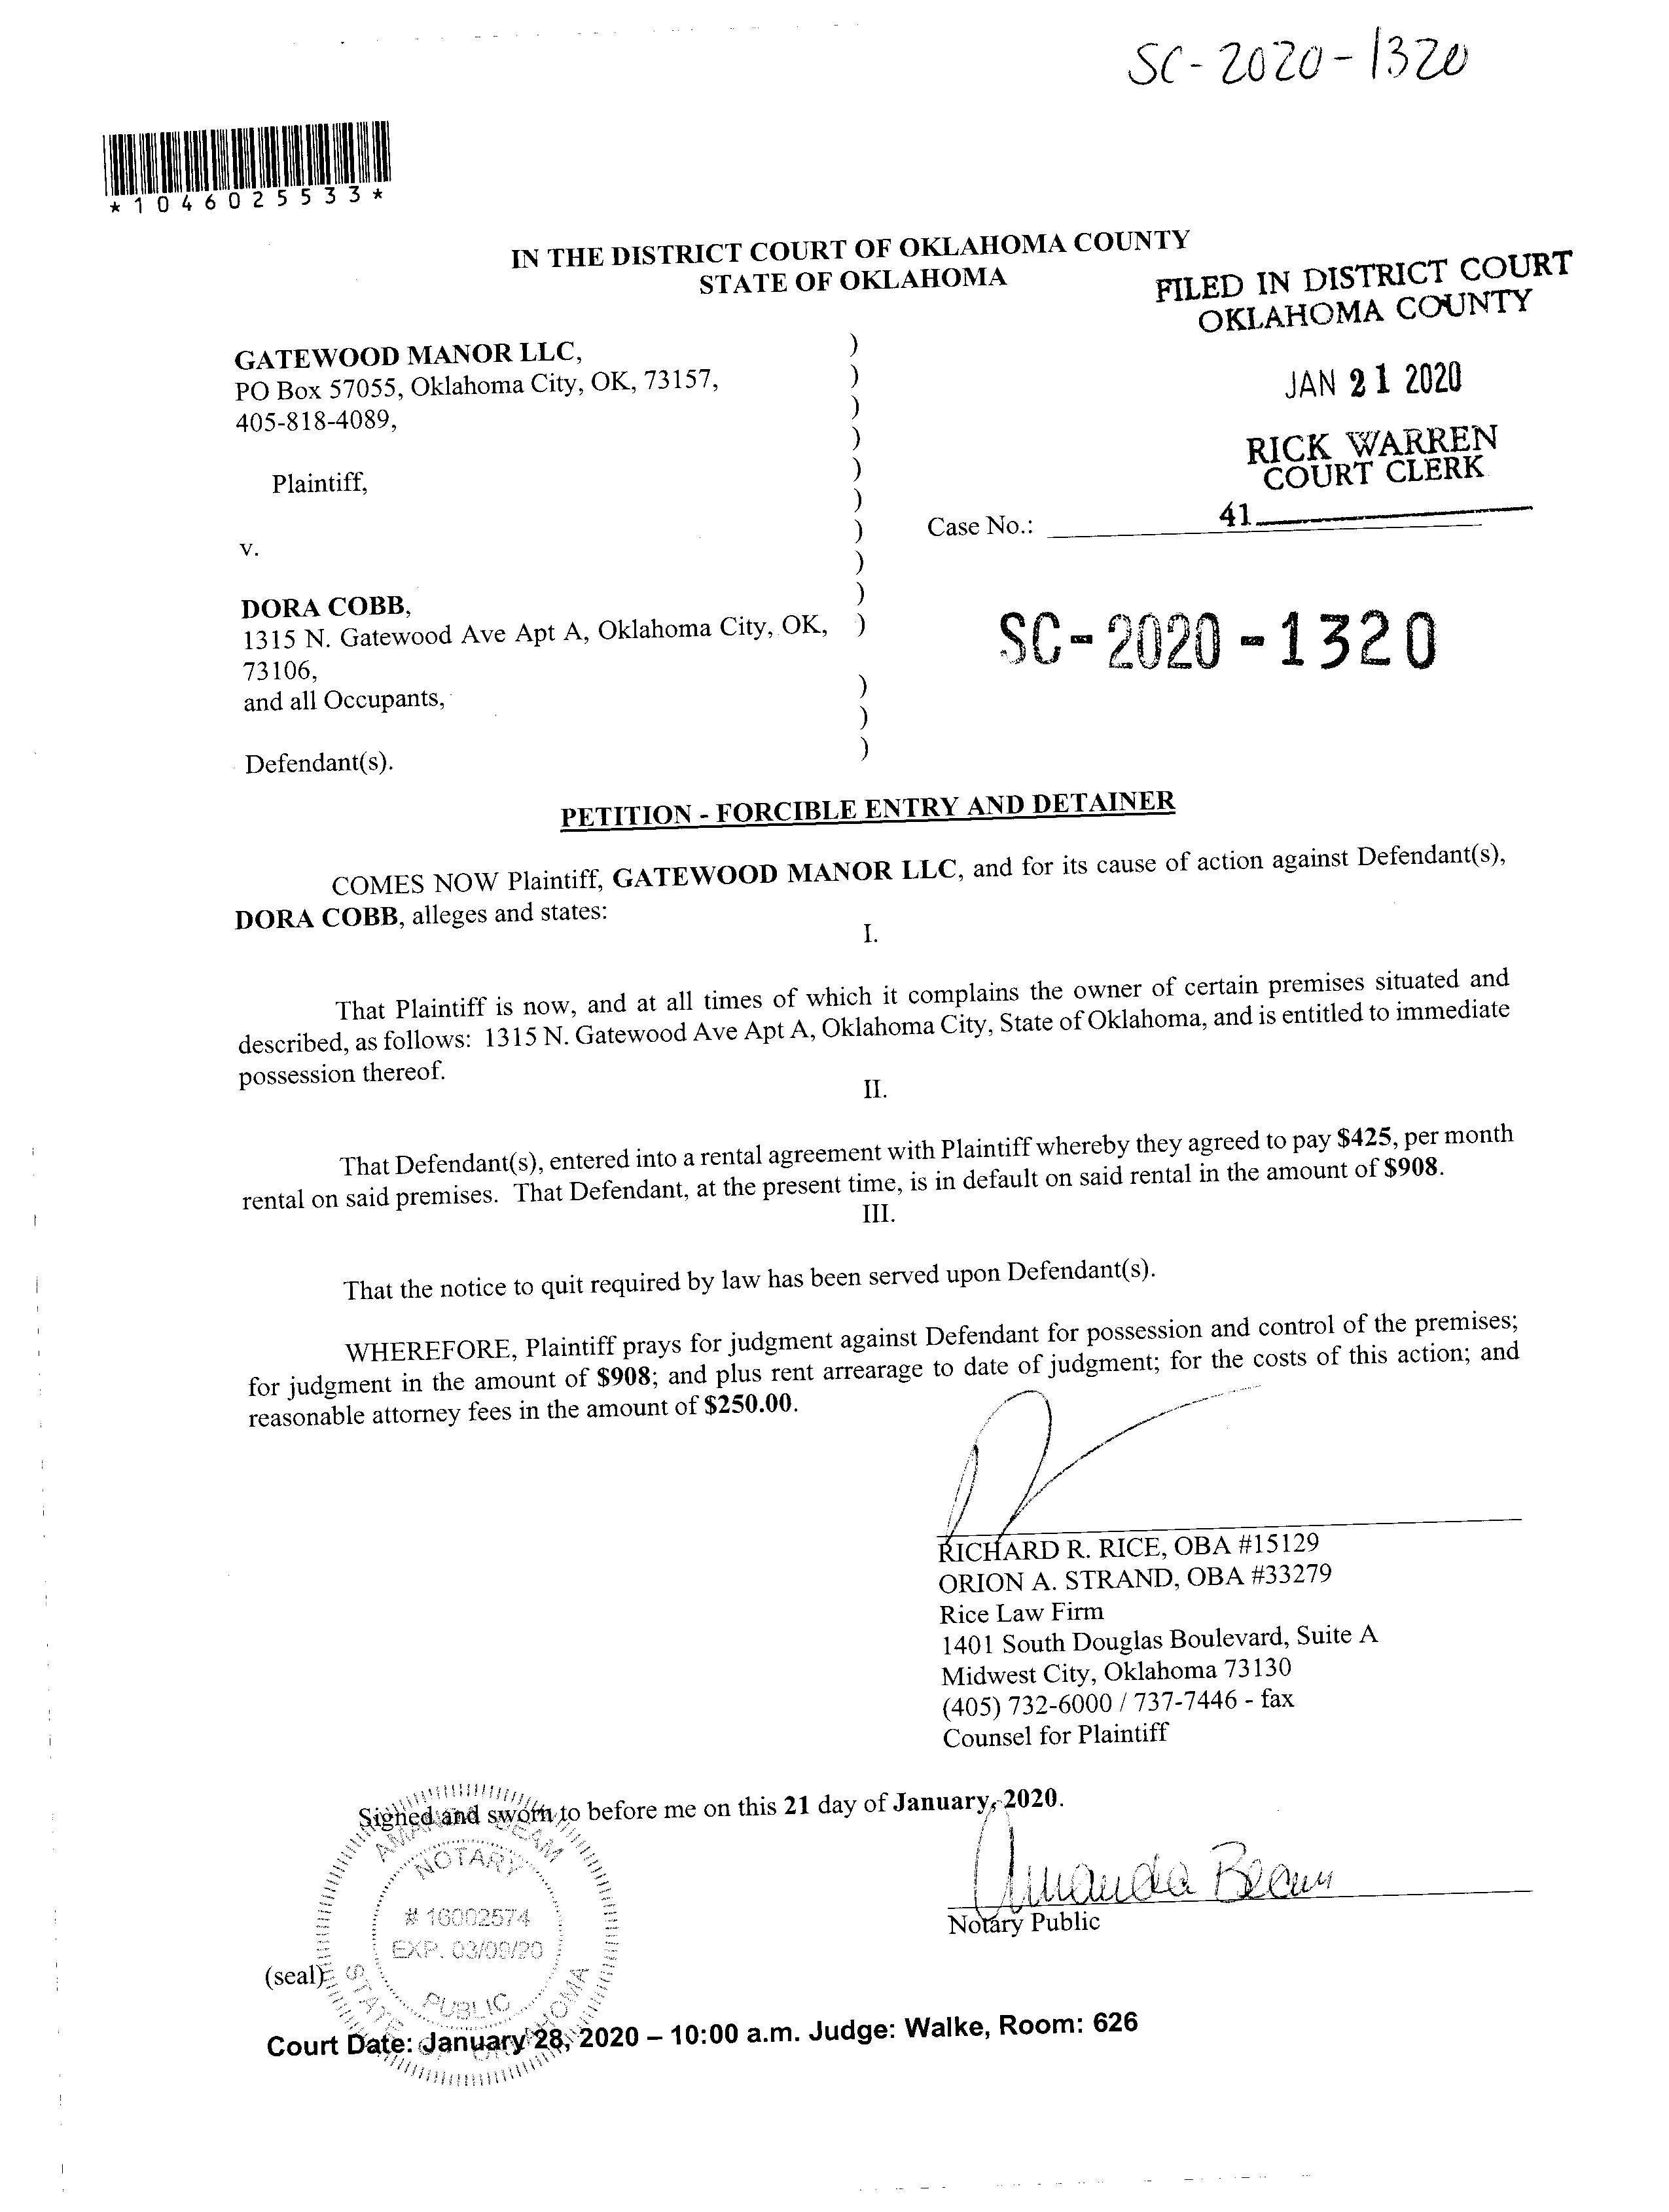 SC-2020-1320
*1046025533*
IN THE DISTRICT COURT OF OKLAHOMA COUNTY
STATE OF OKLAHOMA
FILED IN DISTRICT COURT
OKLAHOMA COUNTY
JAN 21 2020
RICK WARREN
COURT CLERK
41
GATEWOOD MANOR LLC,
PO Box 57055, Oklahoma City, OK, 73157,
405-818-4089,
Plaintiff,
v.
Case No.:
DORA COBB,
1315 N. Gatewood Ave Apt A, Oklahoma City, OK,
73106,
and all Occupants,
Defendant(s).
)
)
)
)
)
)
)
)
)
)
)
)
)
SC-2020-1320
PETITION - FORCIBLE ENTRY AND DETAINER
COMES NOW Plaintiff, GATEWOOD MANOR LLC, and for its cause of action against Defendant(s),
DORA COBB, alleges and states:
I.
That Plaintiff is now, and at all times of which it complains the owner of certain premises situated and
described, as follows: 1315 N. Gatewood Ave Apt A, Oklahoma City, State of Oklahoma, and is entitled to immediate
possession thereof.
II.
That Defendant(s), entered into a rental agreement with Plaintiff whereby they agreed to pay $425, per month
rental on said premises. That Defendant, at the present time, is in default on said rental in the amount of $908.
III.
That the notice to quit required by law has been served upon Defendant(s).
WHEREFORE, Plaintiff prays for judgment against Defendant for possession and control of the premises;
for judgment in the amount of $908; and plus rent arrearage to date of judgment; for the costs of this action; and
reasonable attorney fees in the amount of $250.00.
RICHARD R. RICE, OBA #15129
ORION A. STRAND, OBA #33279
Rice Law Firm
1401 South Douglas Boulevard, Suite A
Midwest City, Oklahoma 73130
(405) 732-6000 / 737-7446 - fax
Counsel for Plaintiff
Signed and sworn to before me on this 21 day of January, 2020.
AMANDA BEAM
NOTARY
# 16002574
EXP. 03/09/20
PUBLIC
STATE OF OKLAHOMA
Amanda Beam
Notary Public
(seal)
Court Date: January 28, 2020 – 10:00 a.m. Judge: Walke, Room: 626